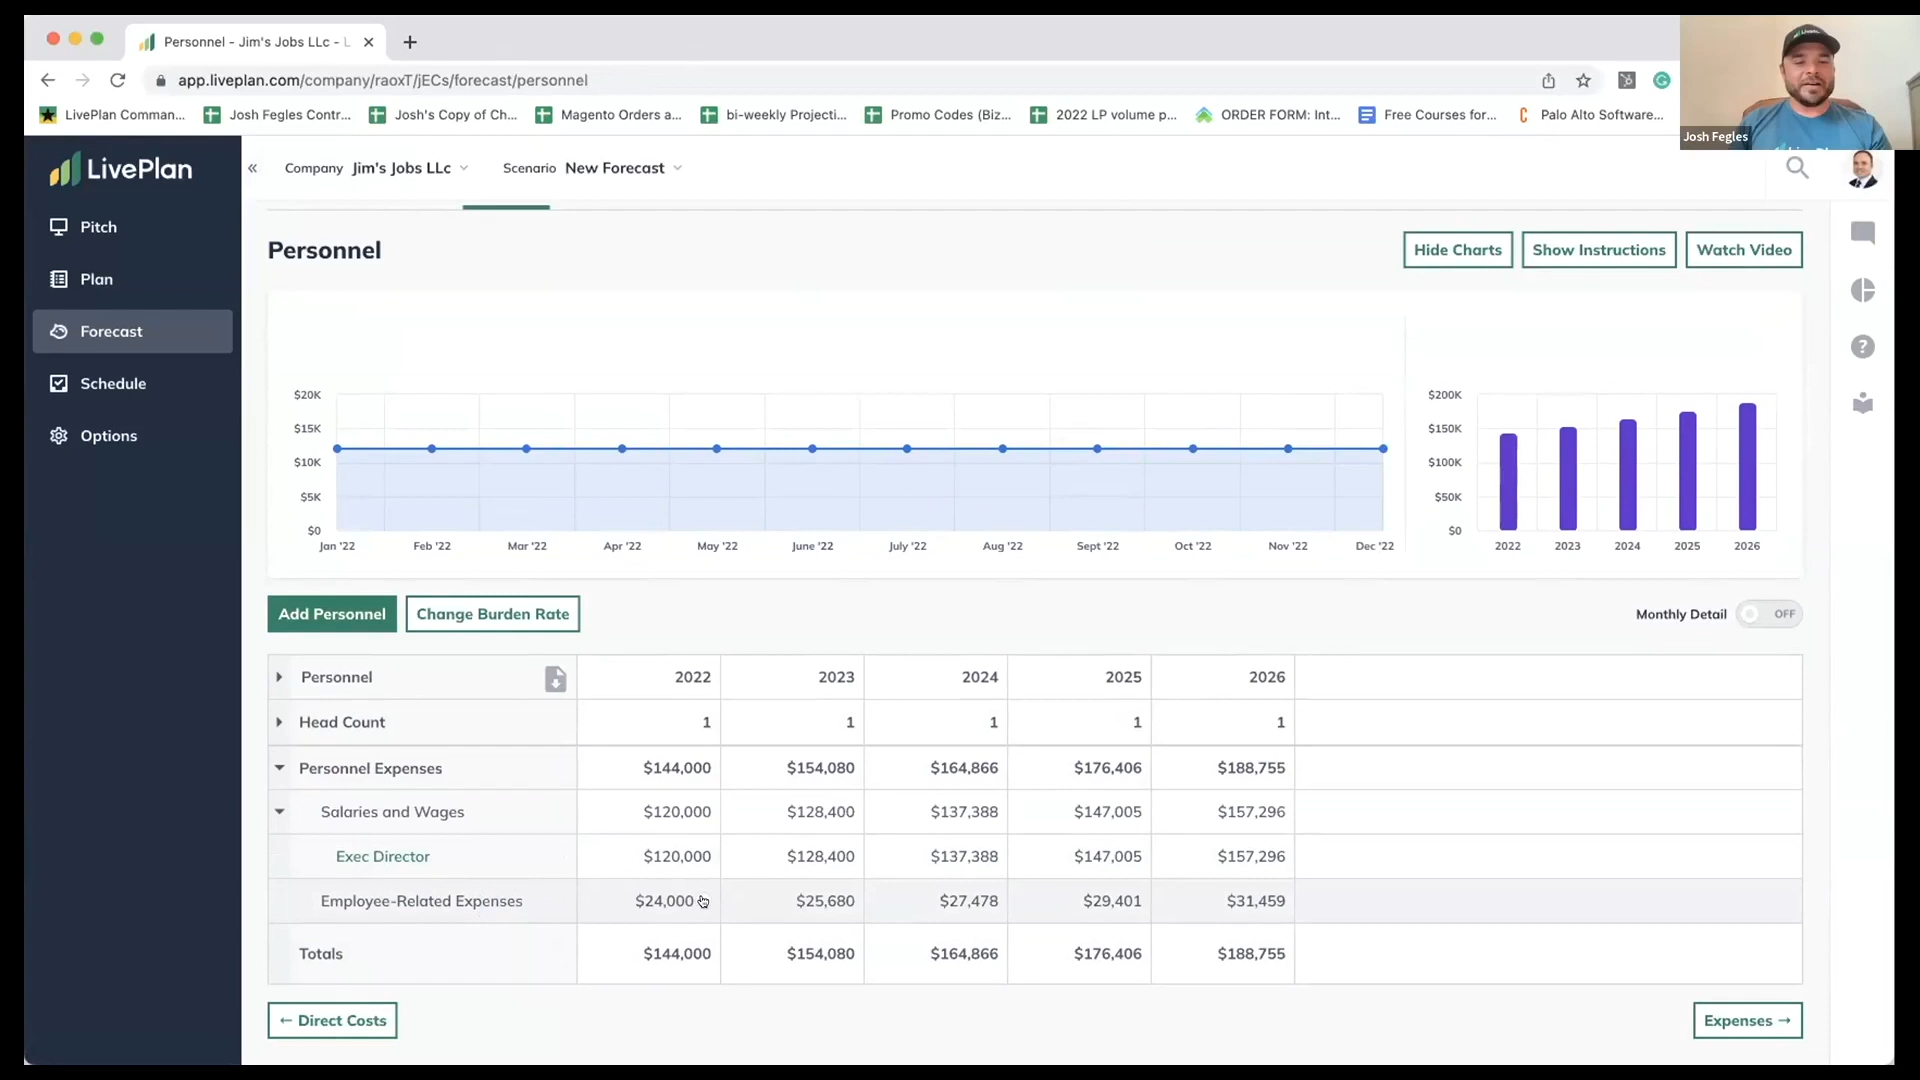 Personnel - Jim's Jobs LLc - L
app.liveplan.com/company/raoxT/jECs/forecast/personnel
LivePlan Comman...
Josh Fegles Contr...
Josh's Copy of Ch...
Magento Orders a...
bi-weekly Projecti...
Promo Codes (Biz...
2022 LP volume p...
ORDER FORM: Int...
Free Courses for...
Palo Alto Software...
Josh Fegles
LivePlan
Company Jim's Jobs LLc
Scenario New Forecast
Pitch
Plan
Forecast
Schedule
Options
Personnel
Hide Charts
Show Instructions
Watch Video
$20K
$15K
$10K
$5K
$0
Jan '22 Feb '22 Mar '22 Apr '22 May '22 June '22 July '22 Aug '22 Sept '22 Oct '22 Nov '22 Dec '22
$200K
$150K
$100K
$50K
$0
2022 2023 2024 2025 2026
Add Personnel
Change Burden Rate
Monthly Detail OFF
Personnel 2022 2023 2024 2025 2026
Head Count 1 1 1 1 1
Personnel Expenses $144,000 $154,080 $164,866 $176,406 $188,755
Salaries and Wages $120,000 $128,400 $137,388 $147,005 $157,296
Exec Director $120,000 $128,400 $137,388 $147,005 $157,296
Employee-Related Expenses $24,000 $25,680 $27,478 $29,401 $31,459
Totals $144,000 $154,080 $164,866 $176,406 $188,755
← Direct Costs
Expenses →